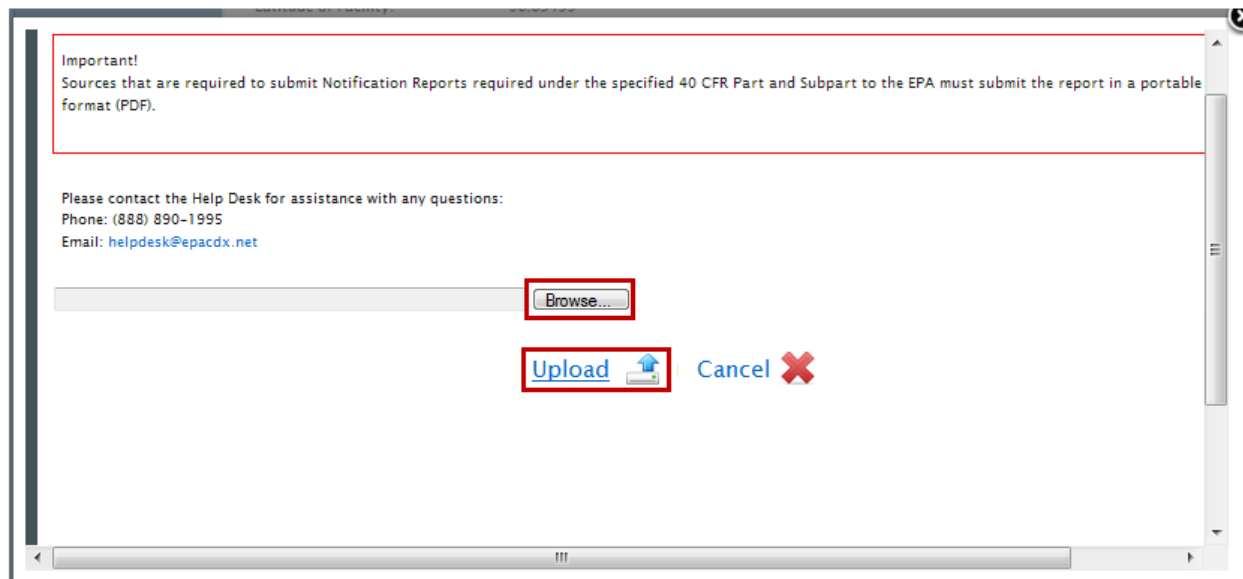 Important!
Sources that are required to submit Notification Reports required under the specified 40 CFR Part and Subpart to the EPA must submit the report in a portable
format (PDF).
Please contact the Help Desk for assistance with any questions:
Phone: (888) 890-1995
Email: helpdesk@epacdx.net
Browse...
Upload Cancel